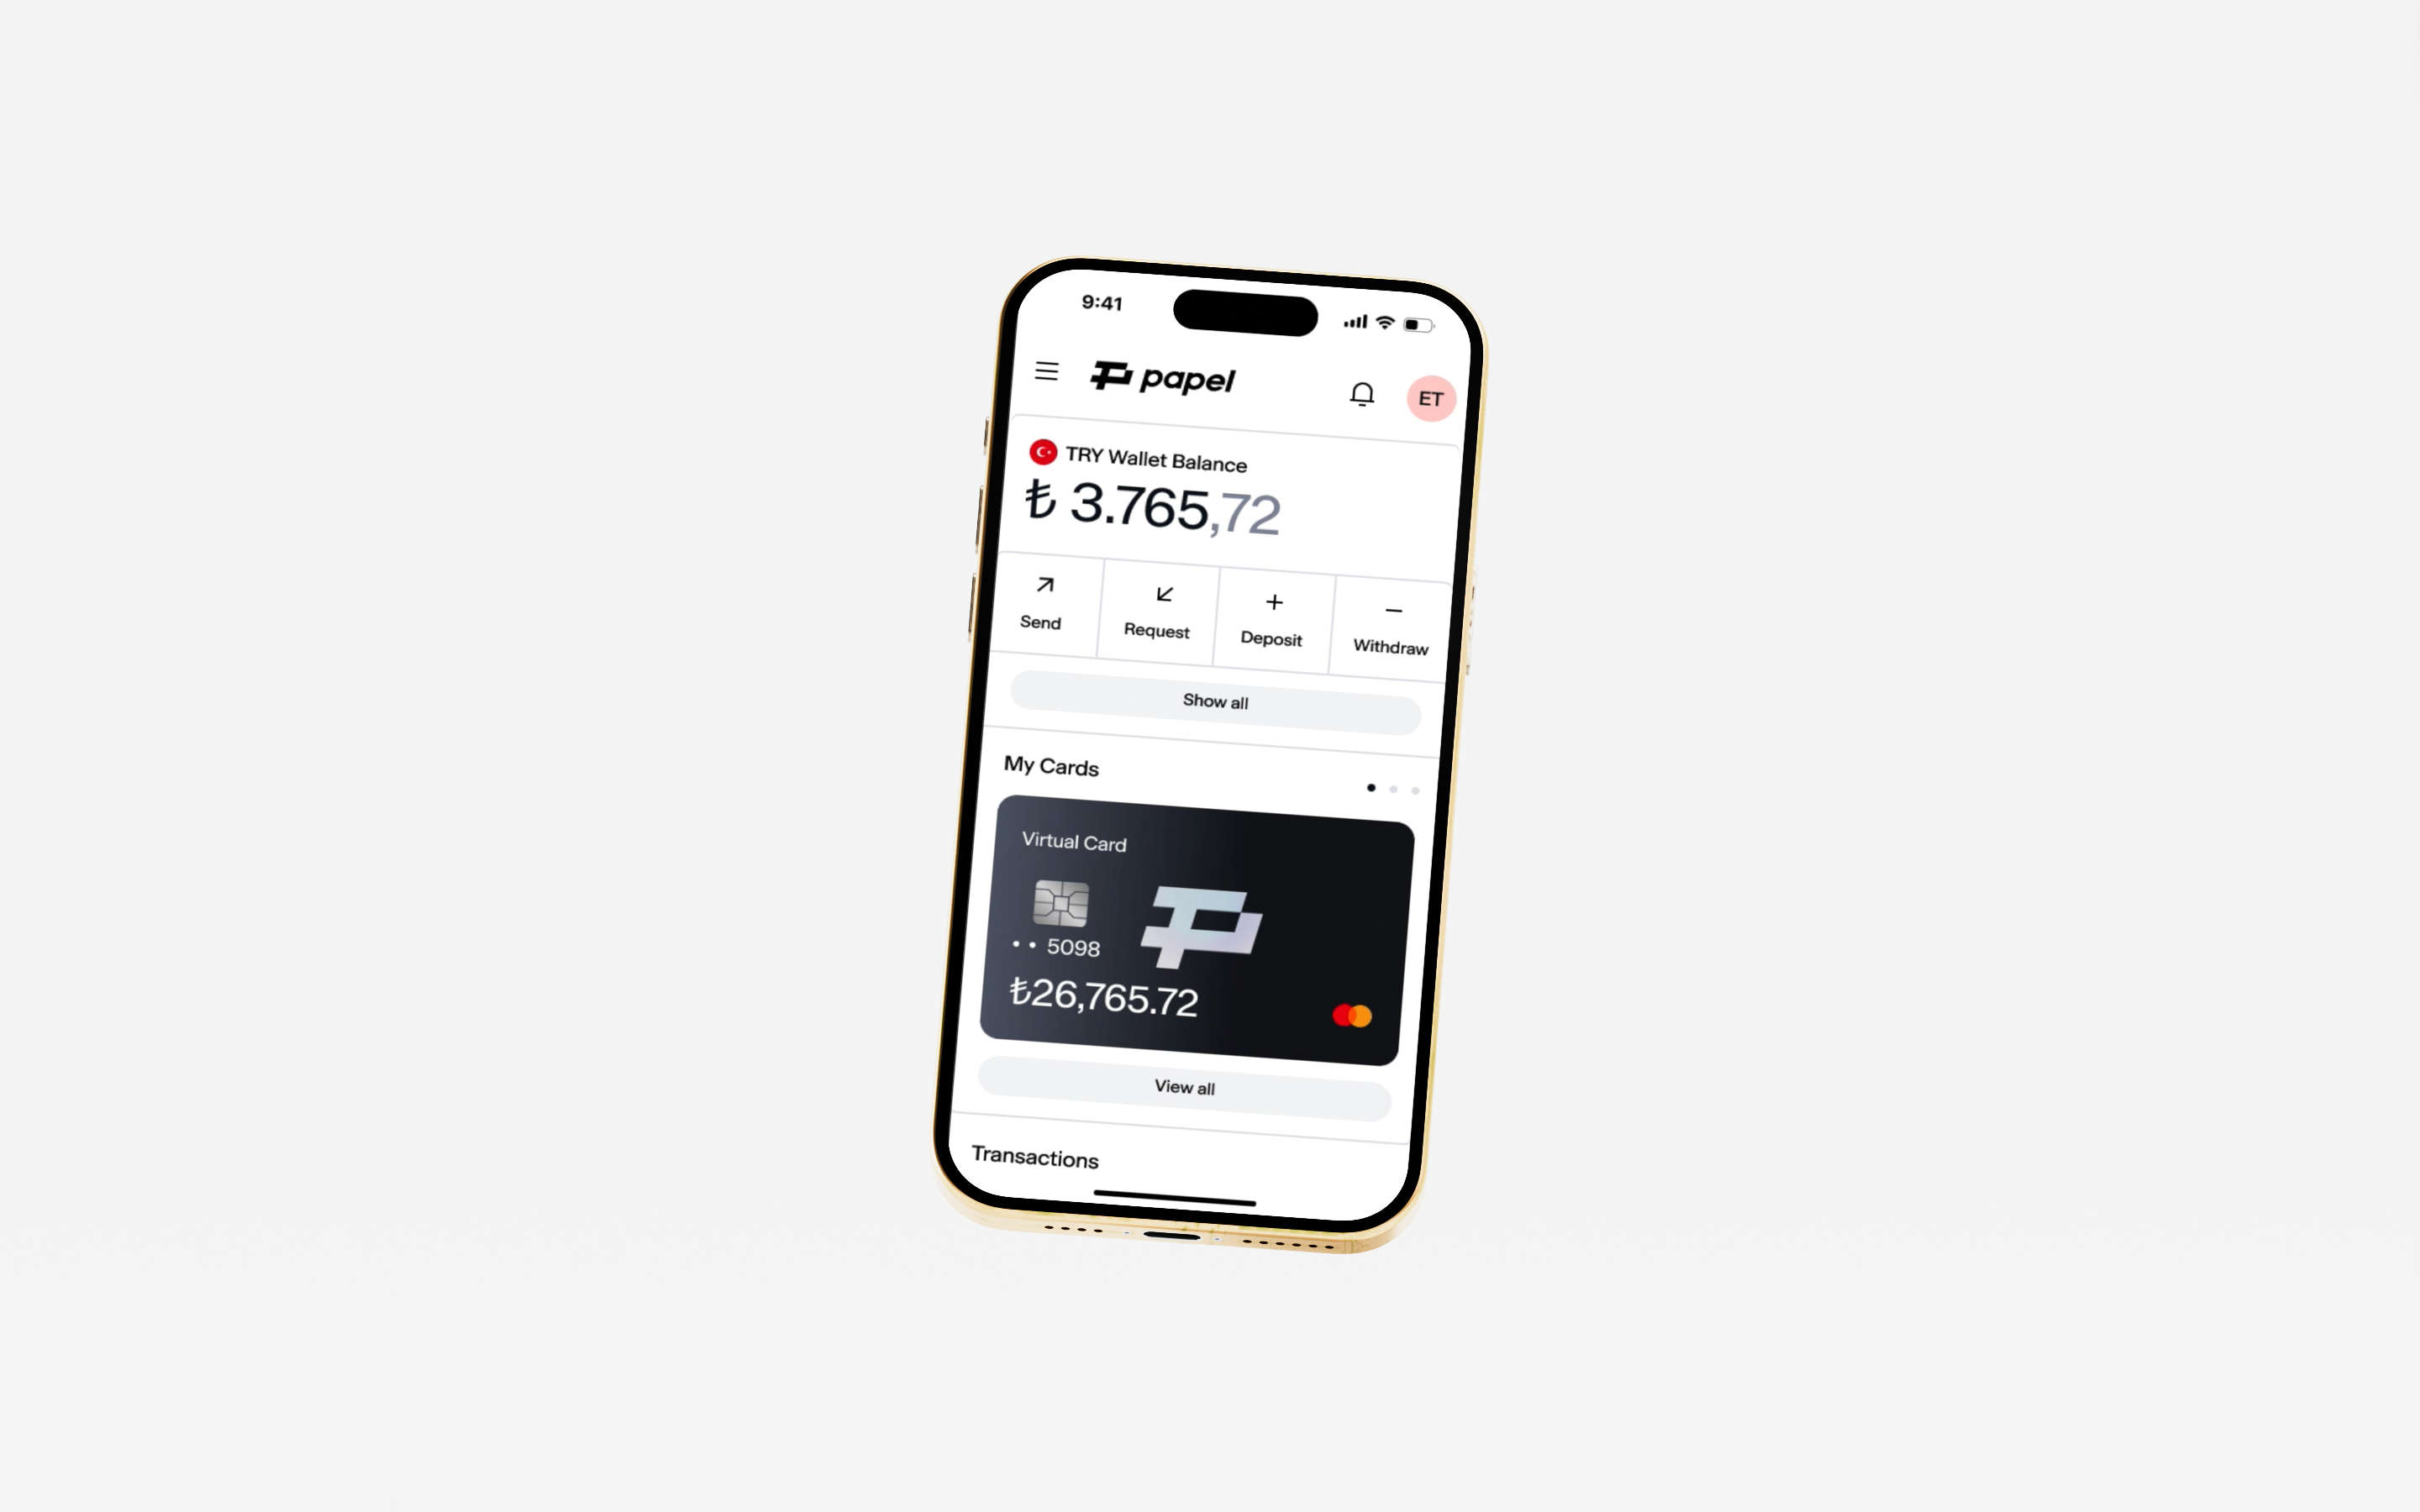 9:41
papel
ET
TRY Wallet Balance
₺ 3.765,72
Send
Request
Deposit
Withdraw
Show all
My Cards
Virtual Card
•• 5098
₺26,765.72
View all
Transactions